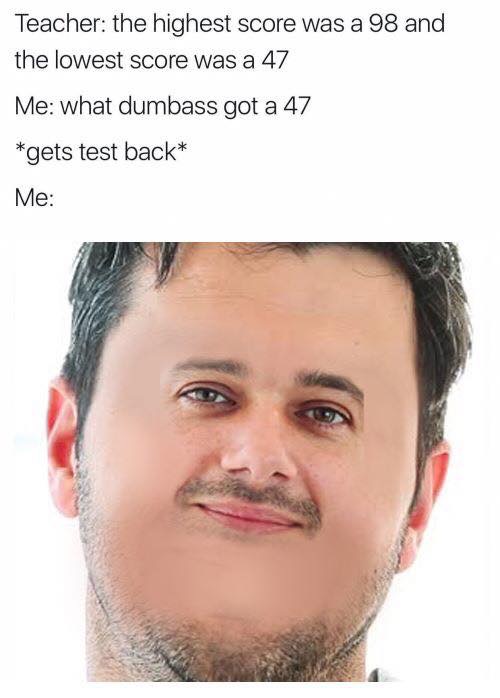 Teacher: the highest score was a 98 and
the lowest score was a 47
Me: what dumbass got a 47
*gets test back*
Me: